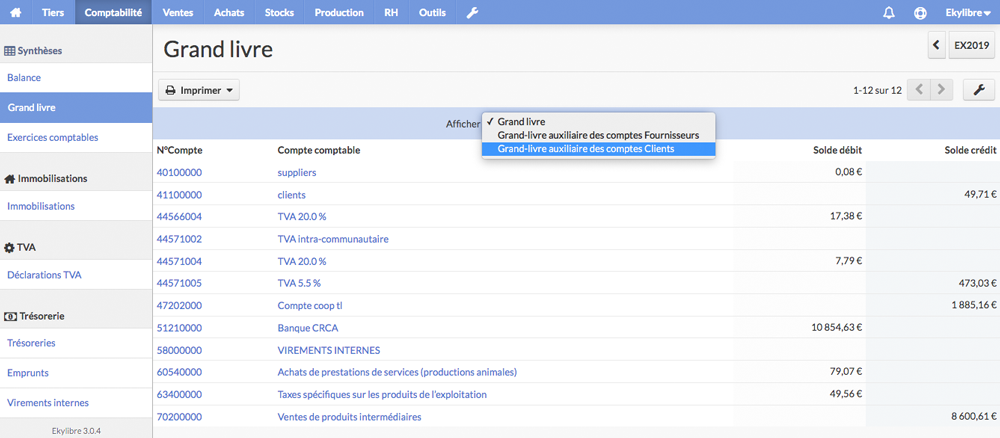 Tiers Comptabilité Ventes Achats Stocks Production RH Outils Ekylibre
Synthèses
Balance
Grand livre
Exercices comptables
Immobilisations
Immobilisations
TVA
Déclarations TVA
Trésorerie
Trésoreries
Emprunts
Virements internes
Ekylibre 3.0.4
Grand livre
EX2019
Imprimer
1-12 sur 12
Afficher
✓ Grand livre
Grand-livre auxiliaire des comptes Fournisseurs
Grand-livre auxiliaire des comptes Clients
N°Compte Compte comptable Solde débit Solde crédit
40100000 suppliers 0,08 €
41100000 clients 49,71 €
44566004 TVA 20.0 % 17,38 €
44571002 TVA intra-communautaire
44571004 TVA 20.0 % 7,79 €
44571005 TVA 5.5 % 473,03 €
47202000 Compte coop tl 1 885,16 €
51210000 Banque CRCA 10 854,63 €
58000000 VIREMENTS INTERNES
60540000 Achats de prestations de services (productions animales) 79,07 €
63400000 Taxes spécifiques sur les produits de l'exploitation 49,56 €
70200000 Ventes de produits intermédiaires 8 600,61 €